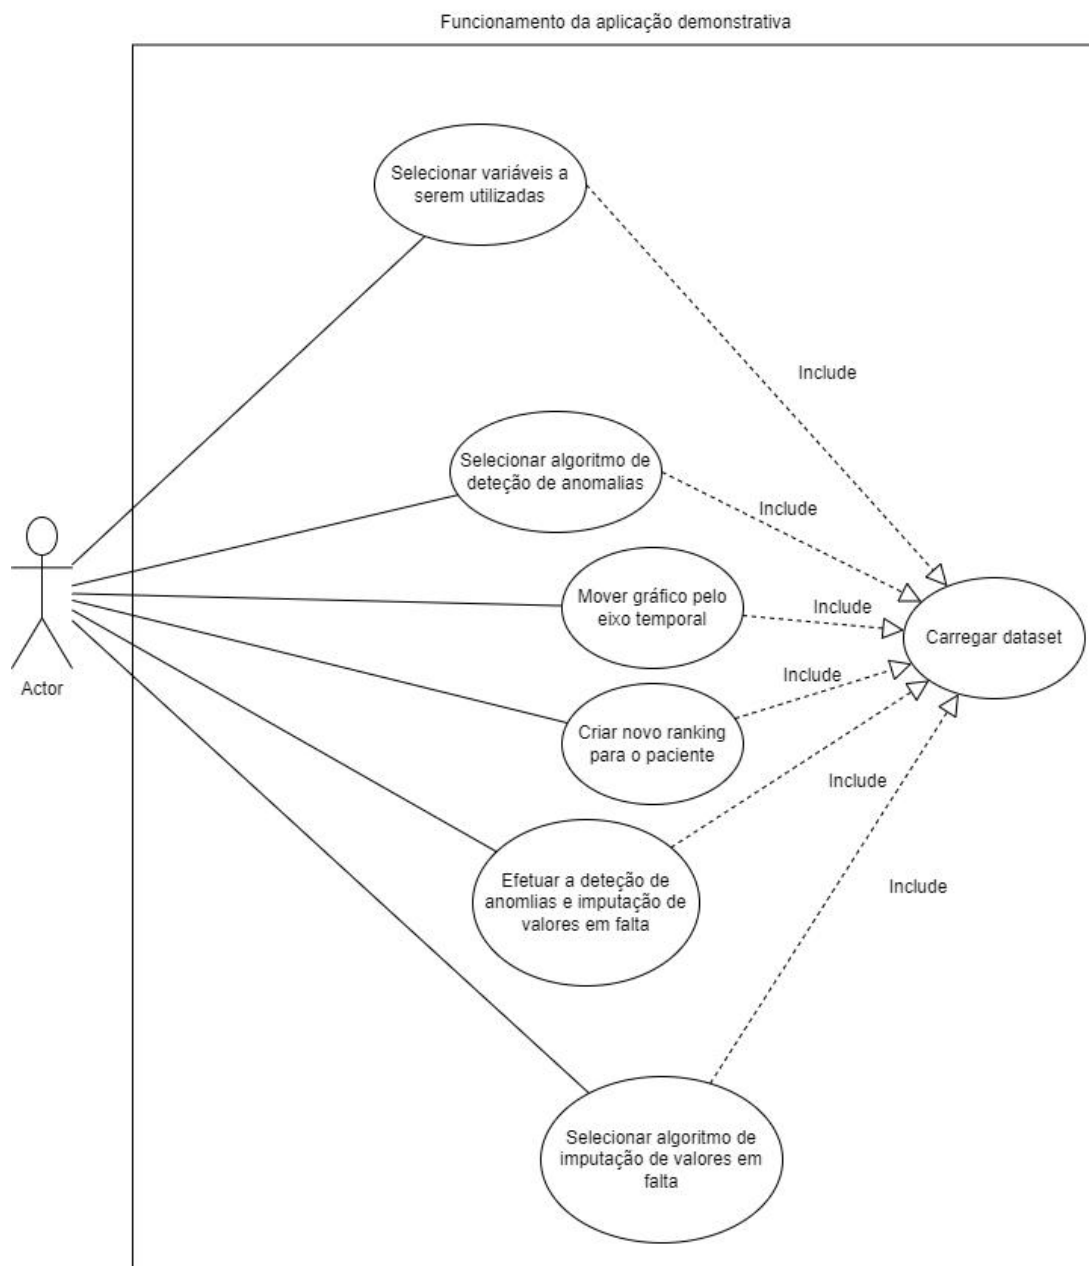 Funcionamento da aplicação demonstrativa
Selecionar variáveis a
serem utilizadas
Include
Selecionar algoritmo de
deteção de anomalias
Include
Mover gráfico pelo
eixo temporal
Include
Carregar dataset
Actor
Include
Criar novo ranking
para o paciente
Include
Efetuar a deteção de
anomlias e imputação de
valores em falta
Include
Selecionar algoritmo de
imputação de valores em
falta